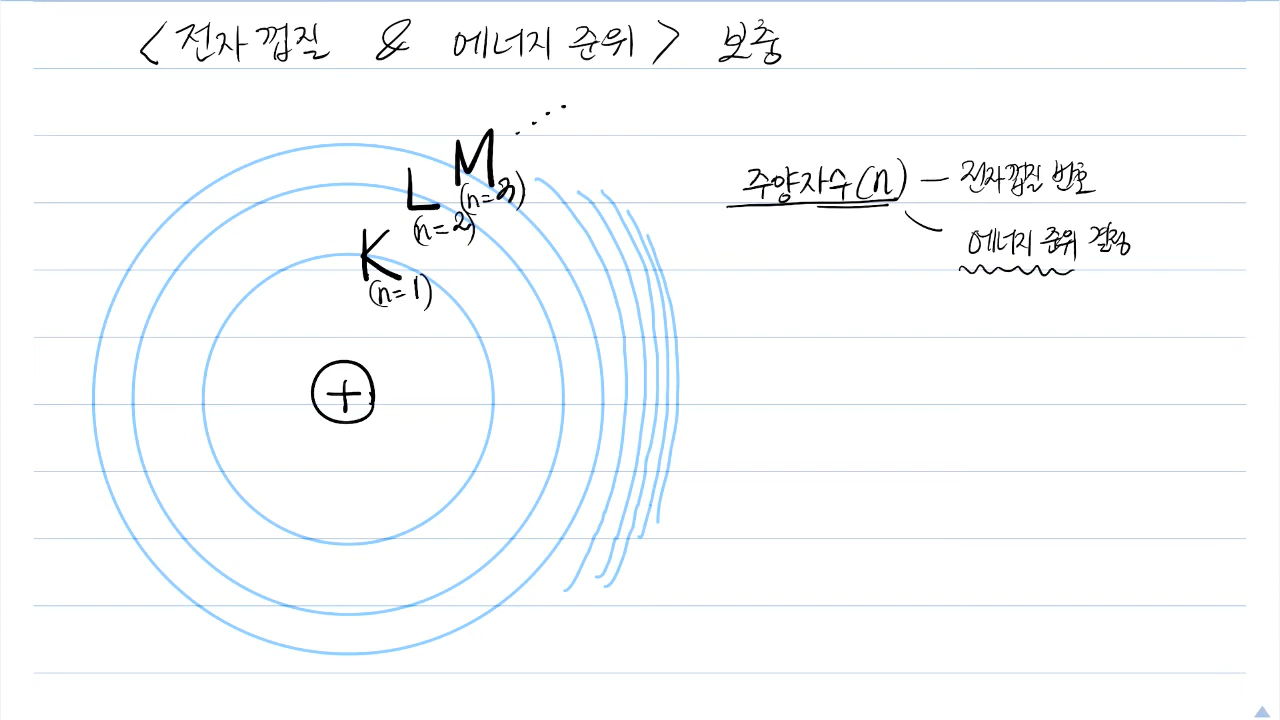 <전자껍질 & 에너지 준위> 보충
M ····
(n=3)
L
(n=2)
K
(n=1)
+
주양자수(n) — 전자껍질 번호
에너지 준위 결정